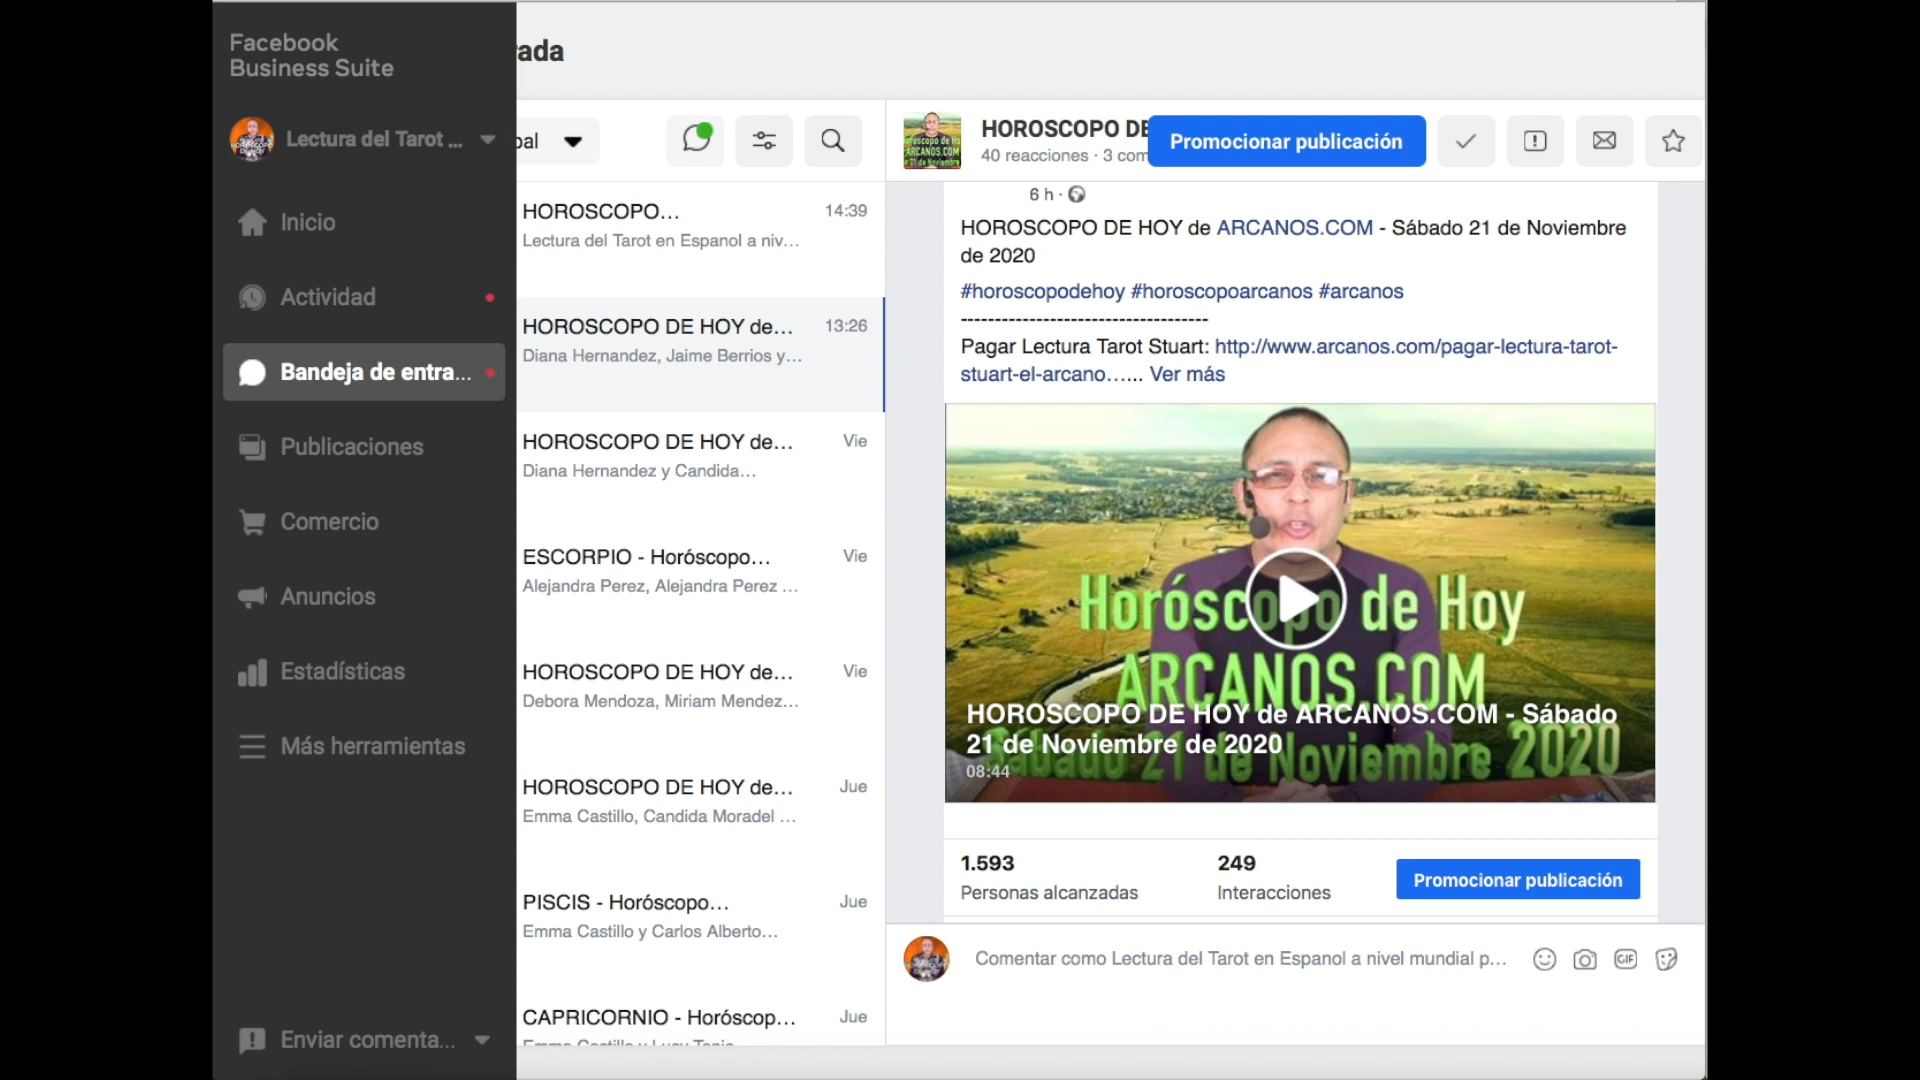 Facebook
Business Suite
Lectura del Tarot ...
Inicio
Actividad
Bandeja de entra...
Publicaciones
Comercio
Anuncios
Estadísticas
Más herramientas
Enviar comenta...
HOROSCOPO... 14:39
Lectura del Tarot en Espanol a niv...
HOROSCOPO DE HOY de... 13:26
Diana Hernandez, Jaime Berrios y...
HOROSCOPO DE HOY de... Vie
Diana Hernandez y Candida...
ESCORPIO - Horóscopo... Vie
Alejandra Perez, Alejandra Perez ...
HOROSCOPO DE HOY de... Vie
Debora Mendoza, Miriam Mendez...
HOROSCOPO DE HOY de... Jue
Emma Castillo, Candida Moradel ...
PISCIS - Horóscopo... Jue
Emma Castillo y Carlos Alberto...
CAPRICORNIO - Horóscop... Jue
HOROSCOPO DE
40 reacciones · 3 com
Promocionar publicación
6 h ·
HOROSCOPO DE HOY de ARCANOS.COM - Sábado 21 de Noviembre
de 2020
#horoscopodehoy #horoscopoarcanos #arcanos
------------------------------------
Pagar Lectura Tarot Stuart: http://www.arcanos.com/pagar-lectura-tarot-
stuart-el-arcano...... Ver más
Horóscopo de Hoy
ARCANOS.COM
Sábado 21 de Noviembre 2020
HOROSCOPO DE HOY de ARCANOS.COM - Sábado
21 de Noviembre de 2020
08:44
1.593
Personas alcanzadas
249
Interacciones
Promocionar publicación
Comentar como Lectura del Tarot en Espanol a nivel mundial p...
GIF